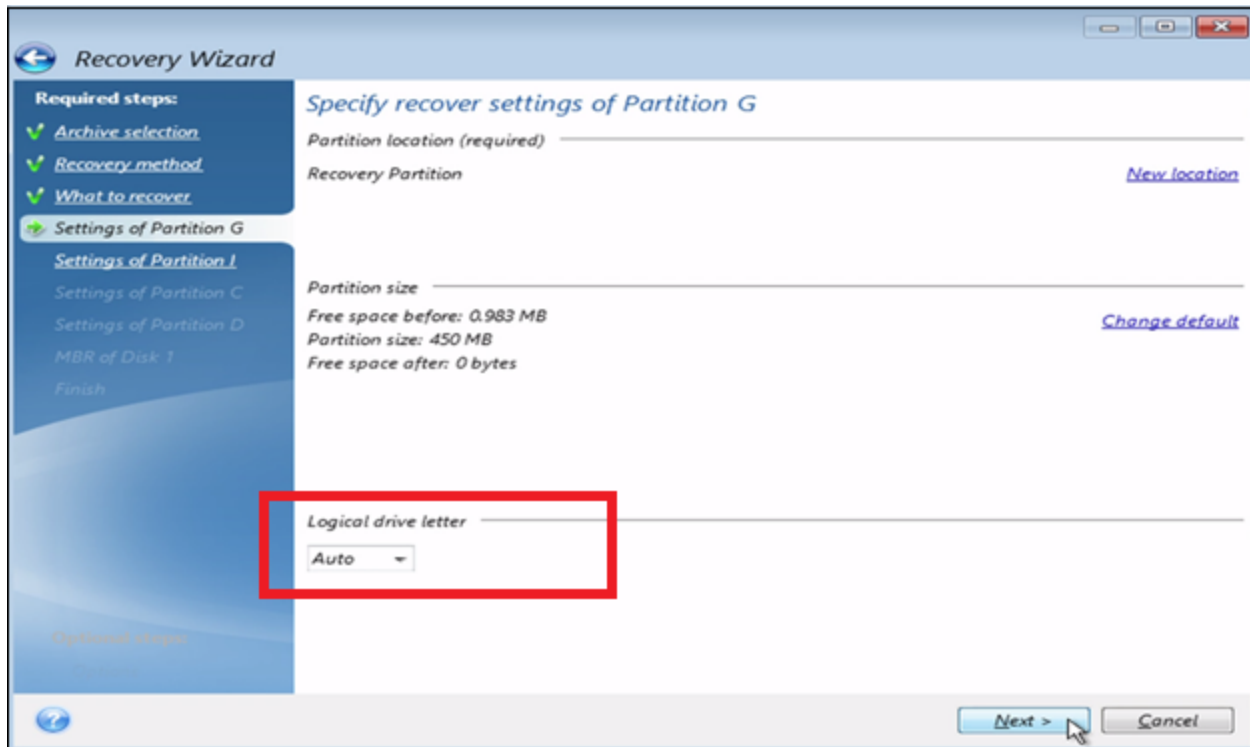 Recovery Wizard
Required steps:
Archive selection
Recovery method
What to recover
Settings of Partition G
Settings of Partition I
Settings of Partition C
Settings of Partition D
MBR of Disk 1
Finish
Optional steps:
Specify recover settings of Partition G
Partition location (required)
Recovery Partition
New location
Partition size
Free space before: 0.983 MB
Change default
Partition size: 450 MB
Free space after: 0 bytes
Logical drive letter
Auto
Next >
Cancel